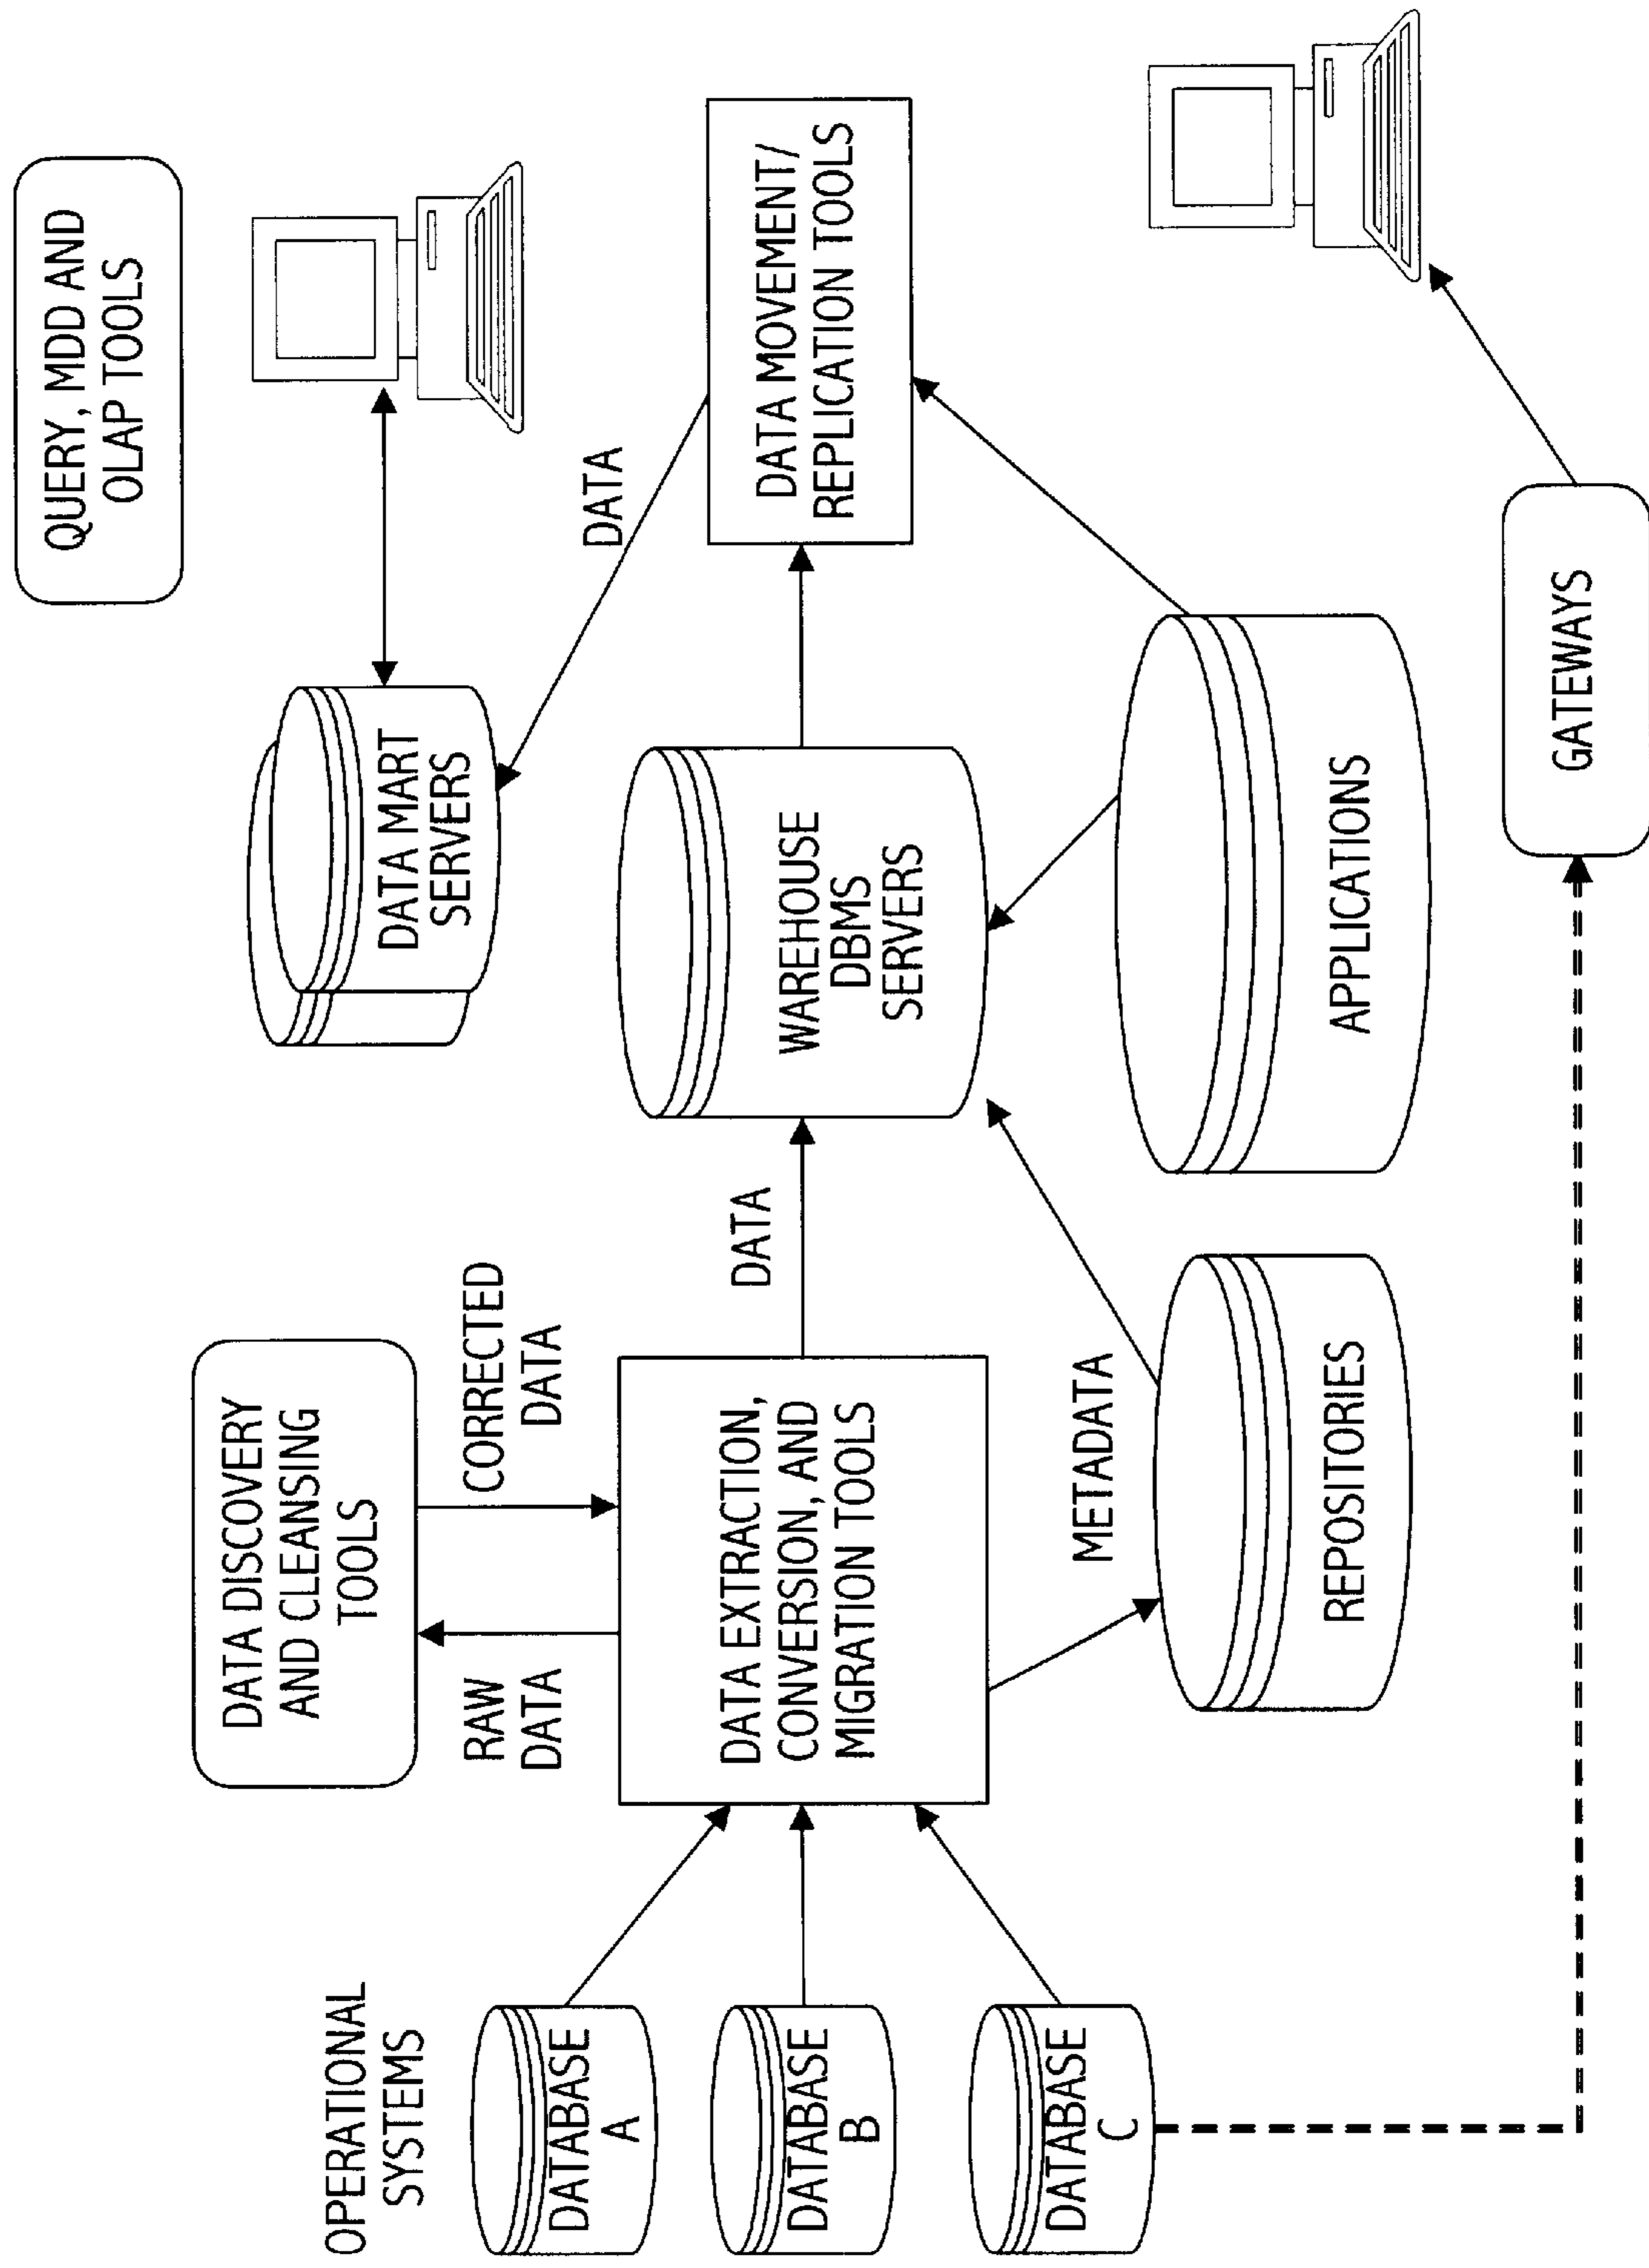 OPERATIONAL
SYSTEMS
DATABASE
A
DATABASE
B
DATABASE
C
DATA DISCOVERY
AND CLEANSING
TOOLS
RAW
DATA
CORRECTED
DATA
DATA EXTRACTION,
CONVERSION, AND
MIGRATION TOOLS
METADATA
REPOSITORIES
DATA
WAREHOUSE
DBMS
SERVERS
APPLICATIONS
DATA MART
SERVERS
DATA
QUERY, MDD AND
OLAP TOOLS
DATA MOVEMENT/
REPLICATION TOOLS
GATEWAYS